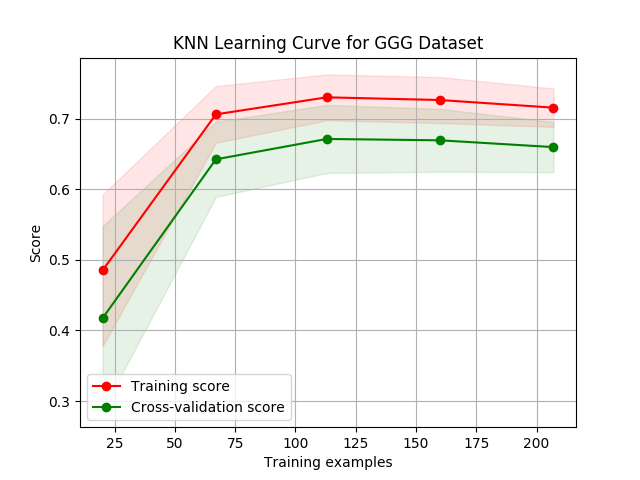 KNN Learning Curve for GGG Dataset
0.7
0.6
0.5
0.4
0.3
Score
Training score
Cross-validation score
25 50 75 100 125 150 175 200
Training examples